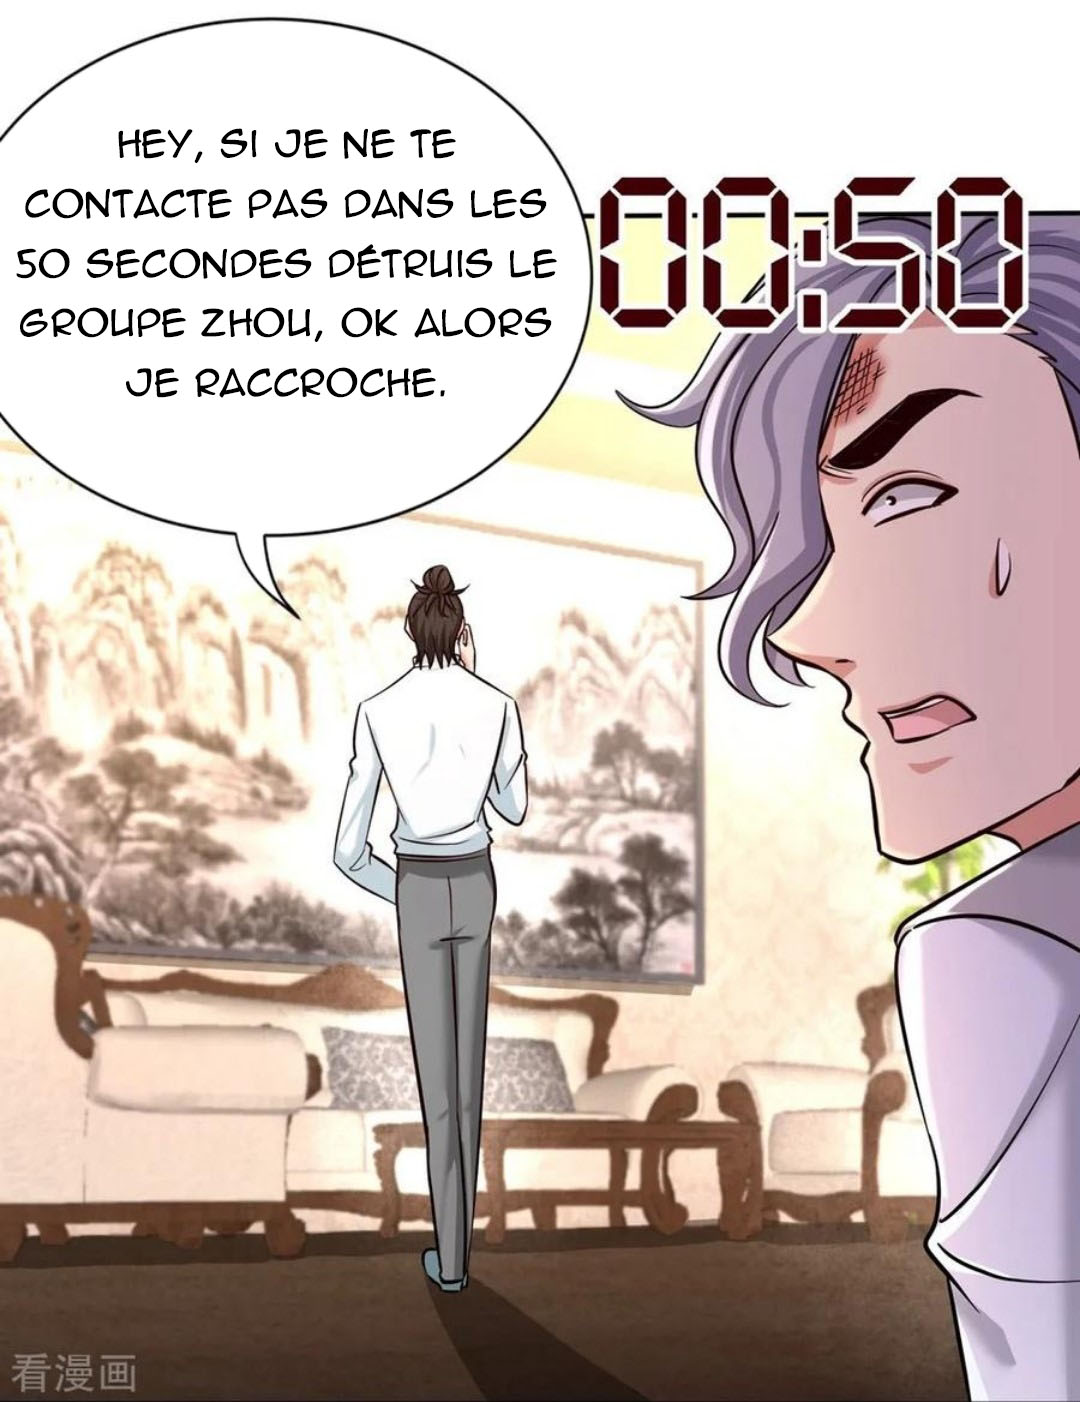 HEY, SI JE NE TE
CONTACTE PAS DANS LES
50 SECONDES DÉTRUIS LE
GROUPE ZHOU, OK ALORS
JE RACCROCHE.
00:50
看漫画